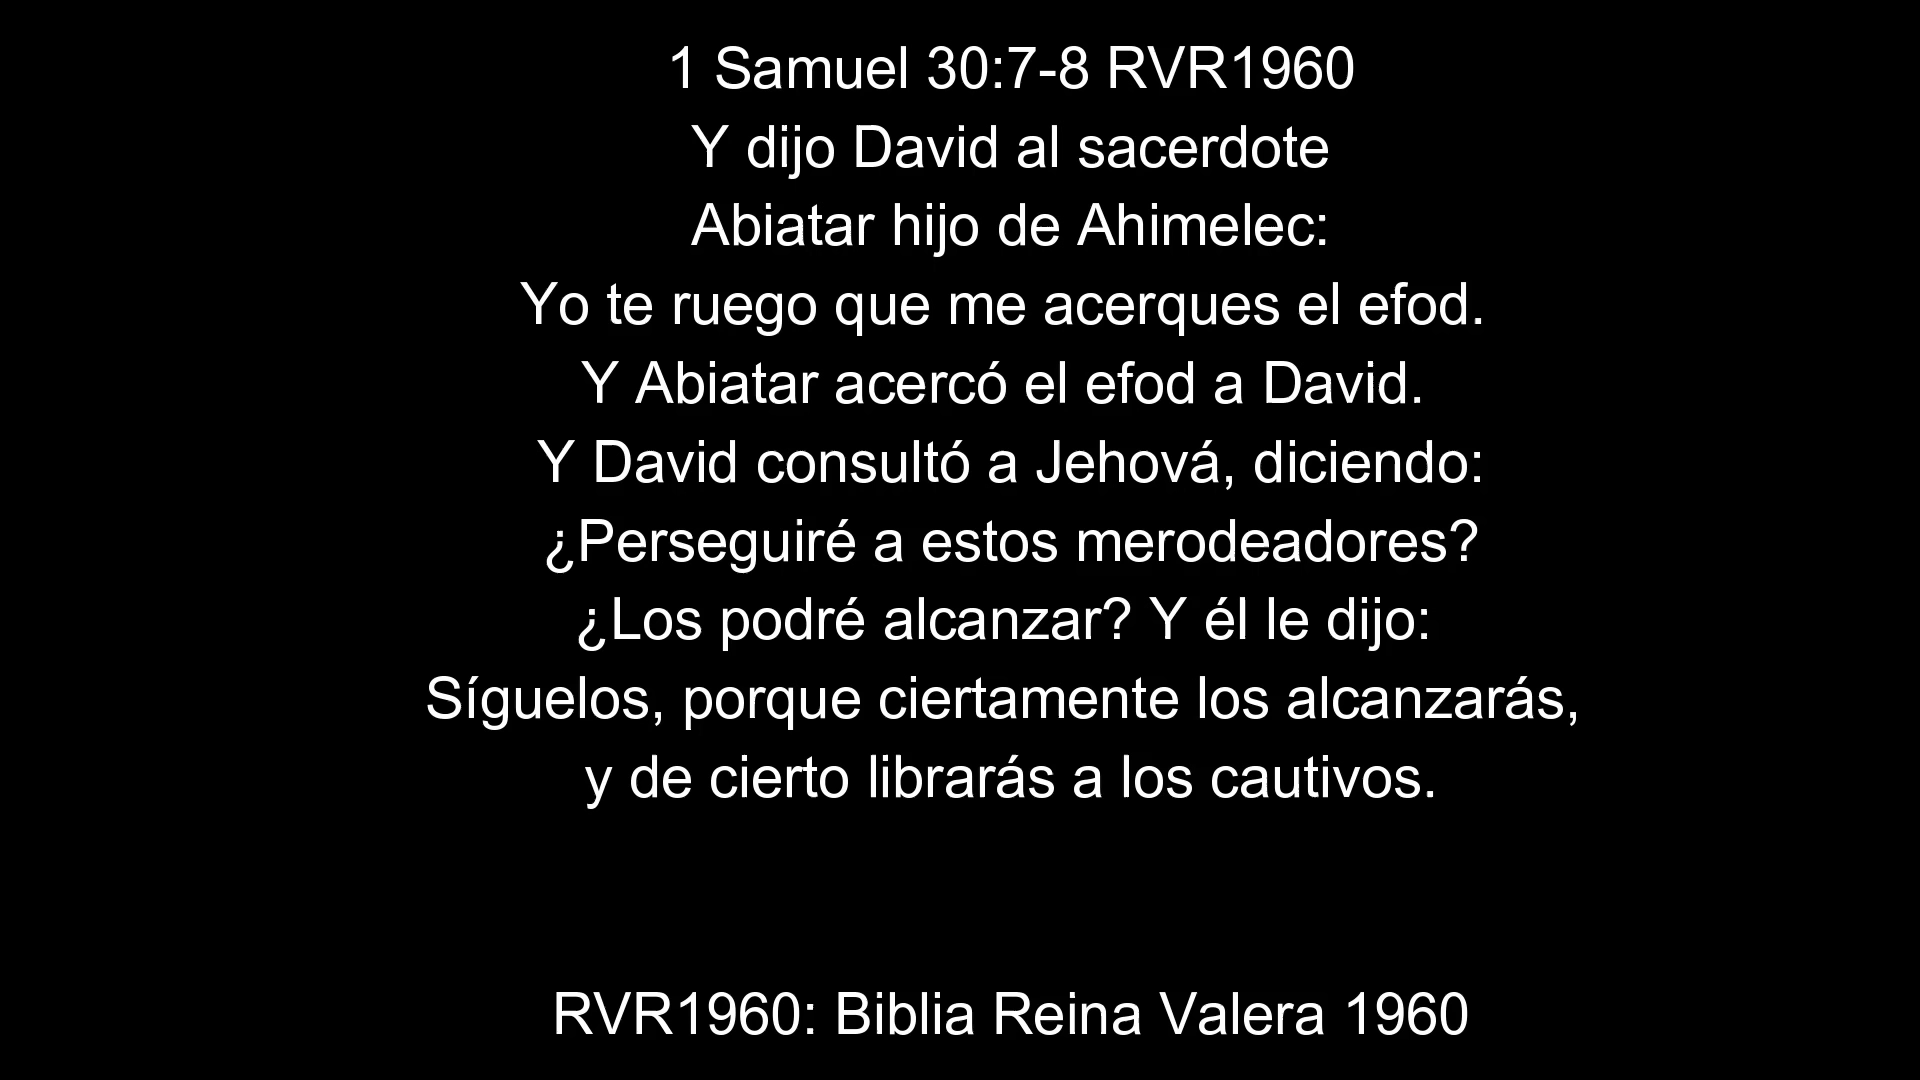 1 Samuel 30:7-8 RVR1960
Y dijo David al sacerdote
Abiatar hijo de Ahimelec:
Yo te ruego que me acerques el efod.
Y Abiatar acercó el efod a David.
Y David consultó a Jehová, diciendo:
¿Perseguiré a estos merodeadores?
¿Los podré alcanzar? Y él le dijo:
Síguelos, porque ciertamente los alcanzarás,
y de cierto librarás a los cautivos.
RVR1960: Biblia Reina Valera 1960